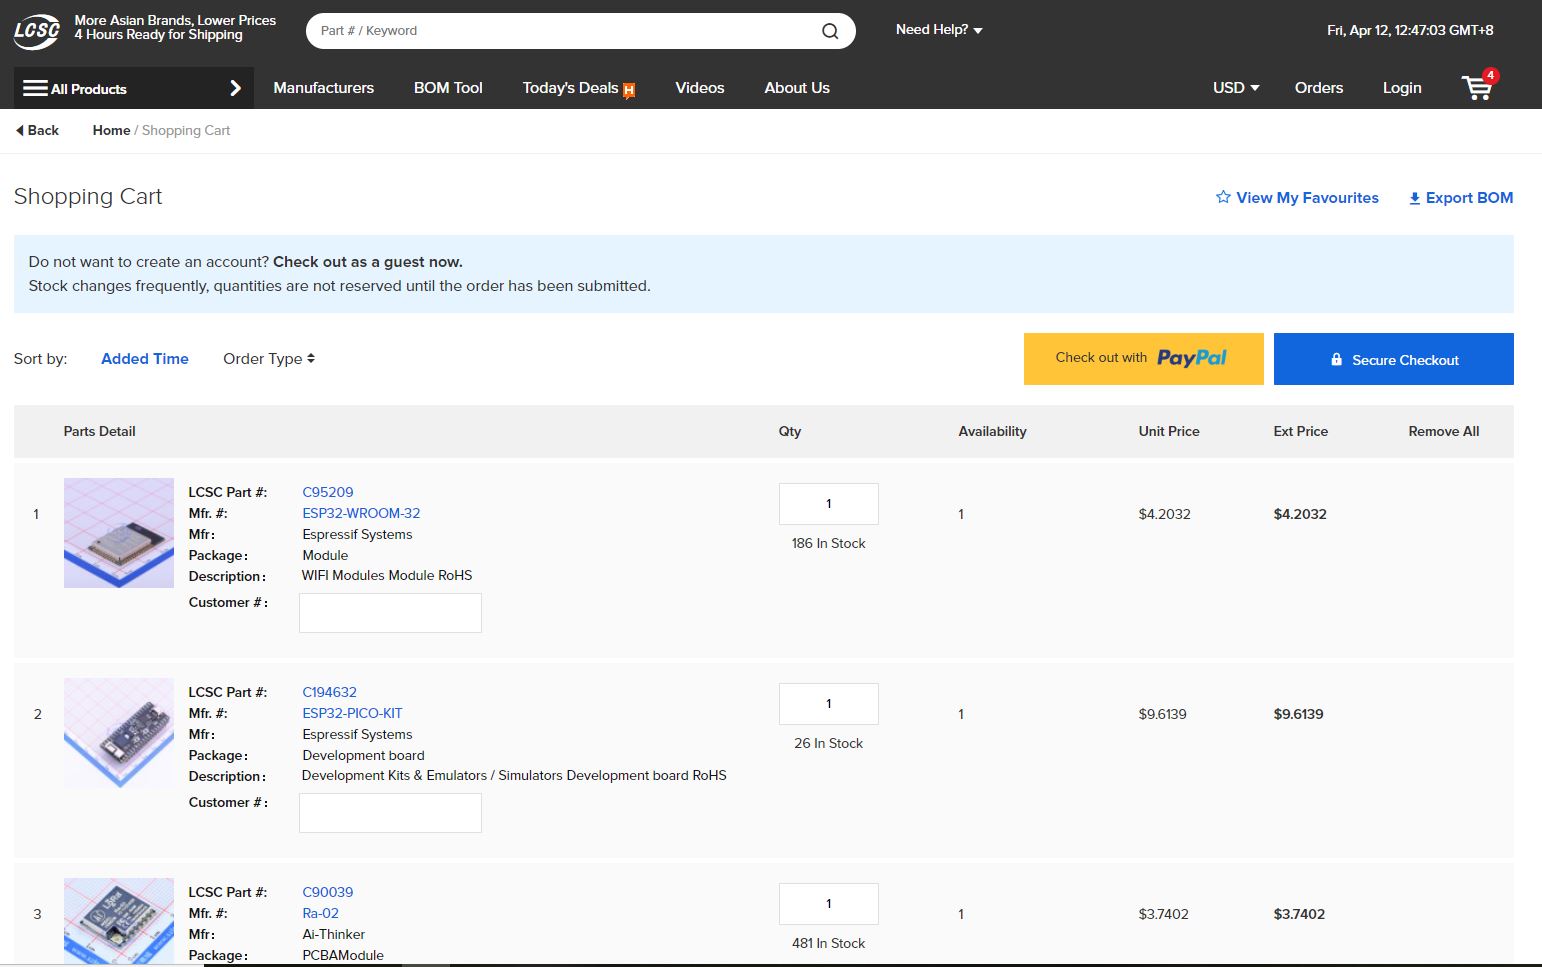 LCSC
More Asian Brands, Lower Prices
4 Hours Ready for Shipping
Part # / Keyword
Need Help?
Fri, Apr 12, 12:47:03 GMT+8
All Products
Manufacturers
BOM Tool
Today's Deals H
Videos
About Us
USD
Orders
Login
4
Back
Home / Shopping Cart
Shopping Cart
View My Favourites
Export BOM
Do not want to create an account? Check out as a guest now.
Stock changes frequently, quantities are not reserved until the order has been submitted.
Sort by: Added Time Order Type
Check out with PayPal
Secure Checkout
Parts Detail Qty Availability Unit Price Ext Price Remove All
1
LCSC Part #: C95209
Mfr. #: ESP32-WROOM-32
Mfr: Espressif Systems
Package: Module
Description: WIFI Modules Module RoHS
Customer #:
1
186 In Stock
1
$4.2032
$4.2032
2
LCSC Part #: C194632
Mfr. #: ESP32-PICO-KIT
Mfr: Espressif Systems
Package: Development board
Description: Development Kits & Emulators / Simulators Development board RoHS
Customer #:
1
26 In Stock
1
$9.6139
$9.6139
3
LCSC Part #: C90039
Mfr. #: Ra-02
Mfr: Ai-Thinker
Package: PCBAModule
1
481 In Stock
1
$3.7402
$3.7402